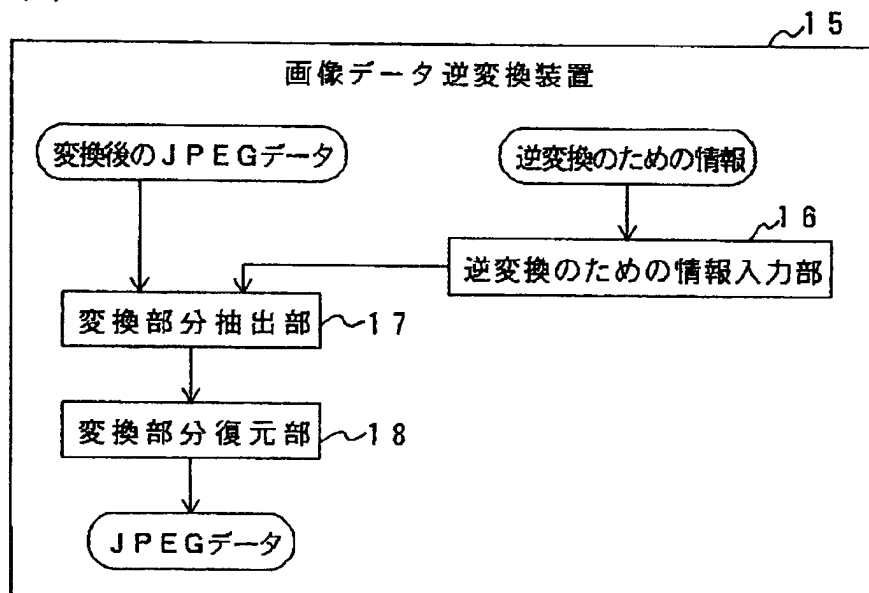 15
画像データ逆変換装置
変換後のJPEGデータ
逆変換のための情報
16
逆変換のための情報入力部
変換部分抽出部
17
変換部分復元部
18
JPEGデータ